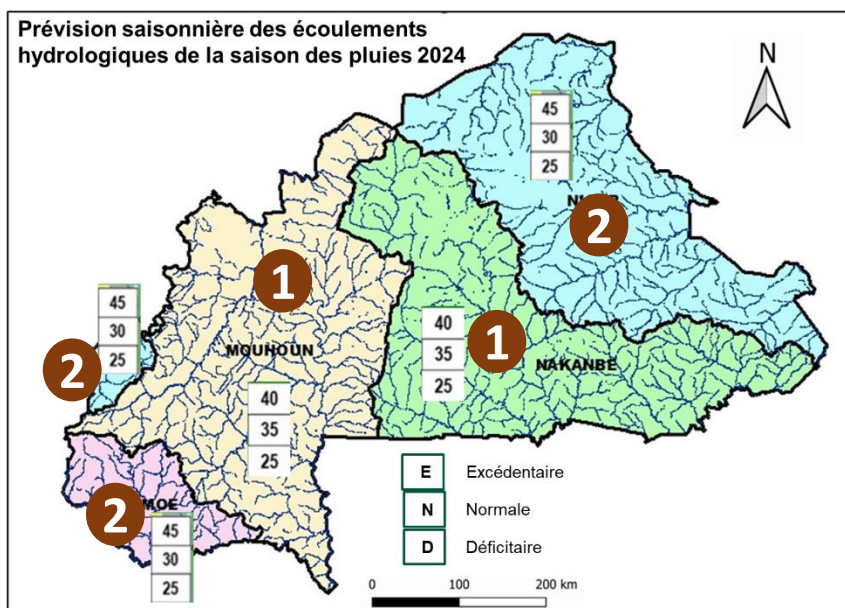 Prévision saisonnière des écoulements
hydrologiques de la saison des pluies 2024
N
45
30
25
2
1
45
30
25
2
MOUHOUN
40
35
25
1
NAKANBE
40
35
25
2
45
30
25
E Excédentaire
N Normale
D Déficitaire
0 100 200 km